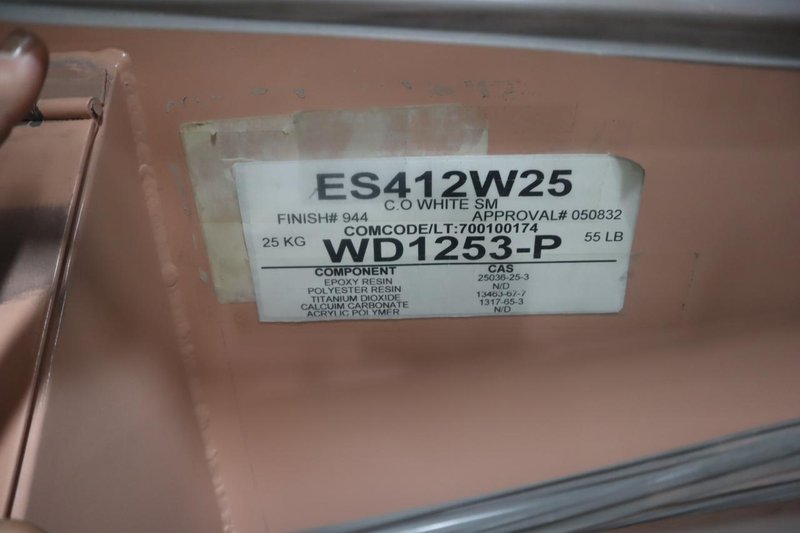 ES412W25
C.O WHITE SM
FINISH# 944 APPROVAL# 050832
COMCODE/LT:700100174
25 KG WD1253-P 55 LB
COMPONENT CAS
EPOXY RESIN 25036-25-3
POLYESTER RESIN N/D
TITANIUM DIOXIDE 13463-67-7
CALCUIM CARBONATE 1317-65-3
ACRYLIC POLYMER N/D